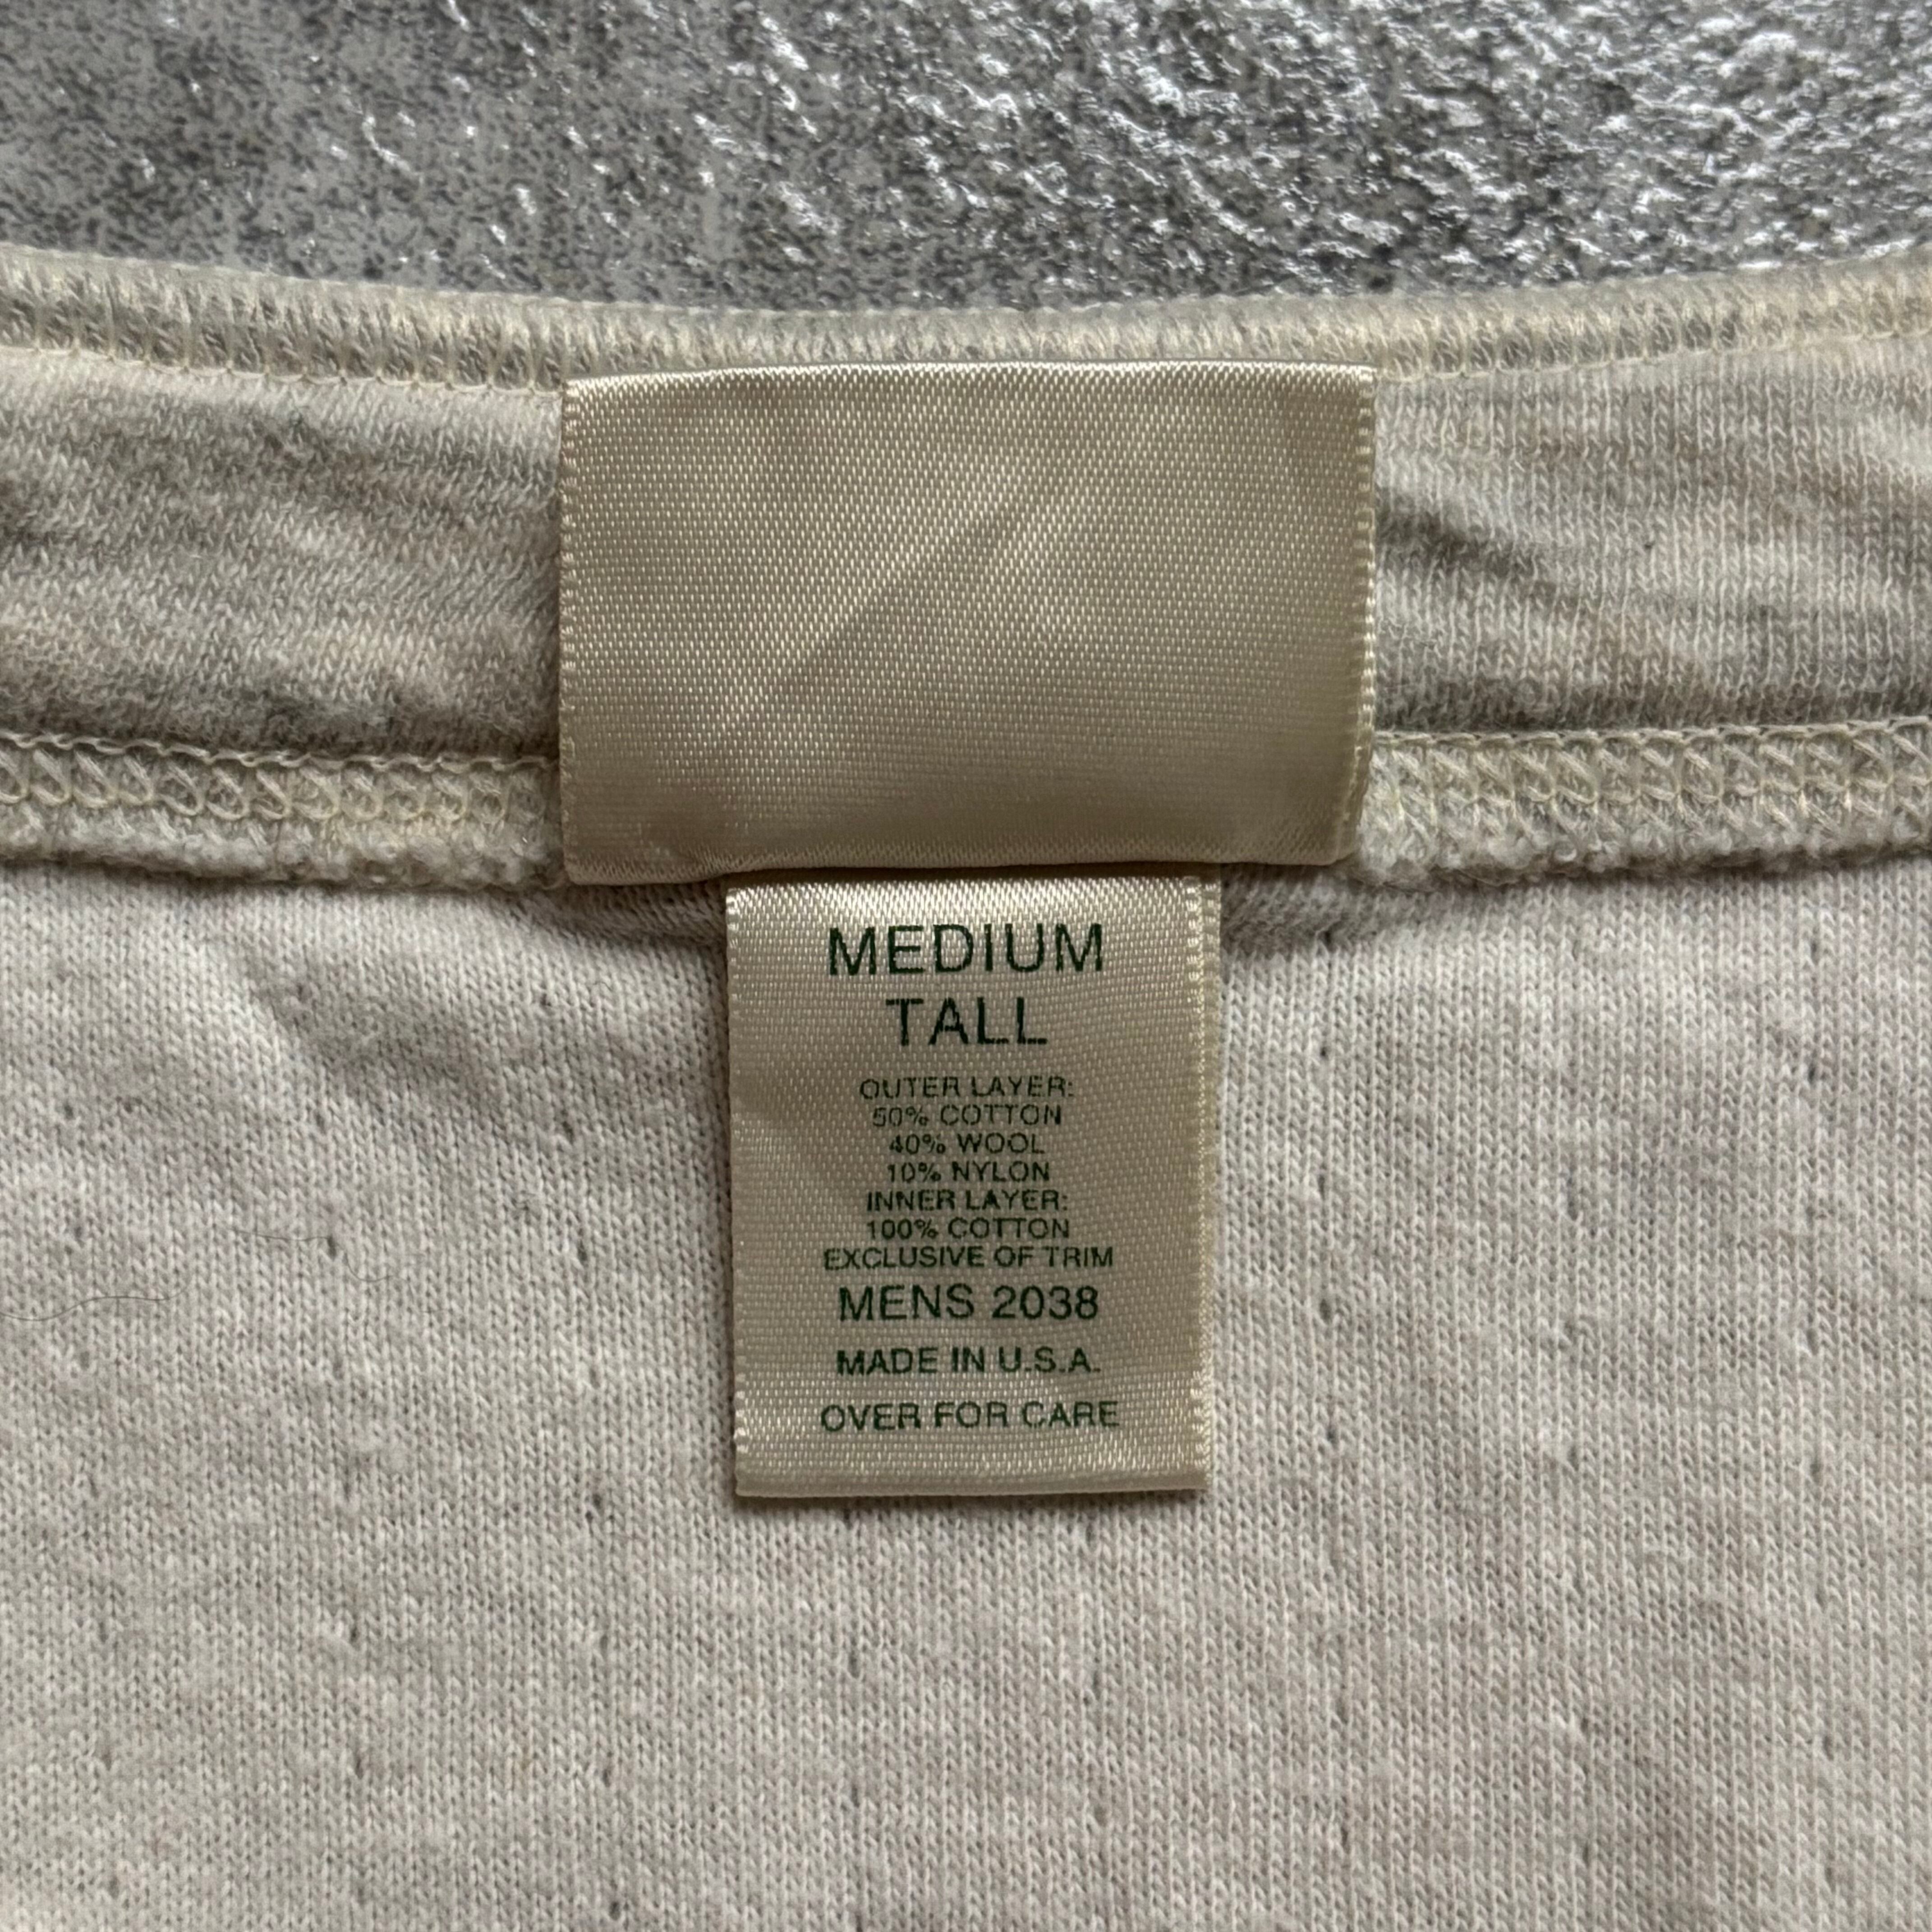 MEDIUM
TALL
OUTER LAYER:
50% COTTON
40% WOOL
10% NYLON
INNER LAYER:
100% COTTON
EXCLUSIVE OF TRIM
MENS 2038
MADE IN U.S.A.
OVER FOR CARE